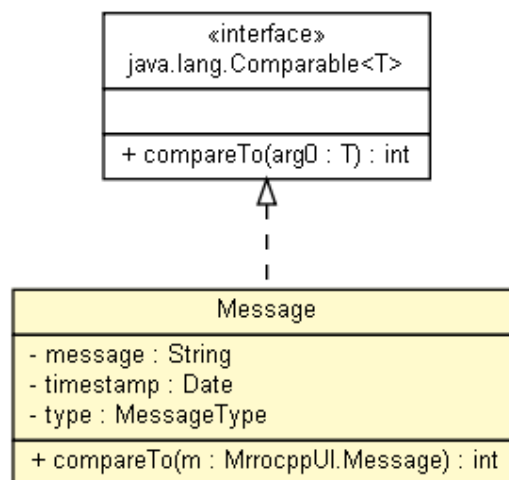 «interface»
java.lang.Comparable<T>
+ compareTo(arg0 : T) : int
Message
- message : String
- timestamp : Date
- type : MessageType
+ compareTo(m : MrrocppUI.Message) : int